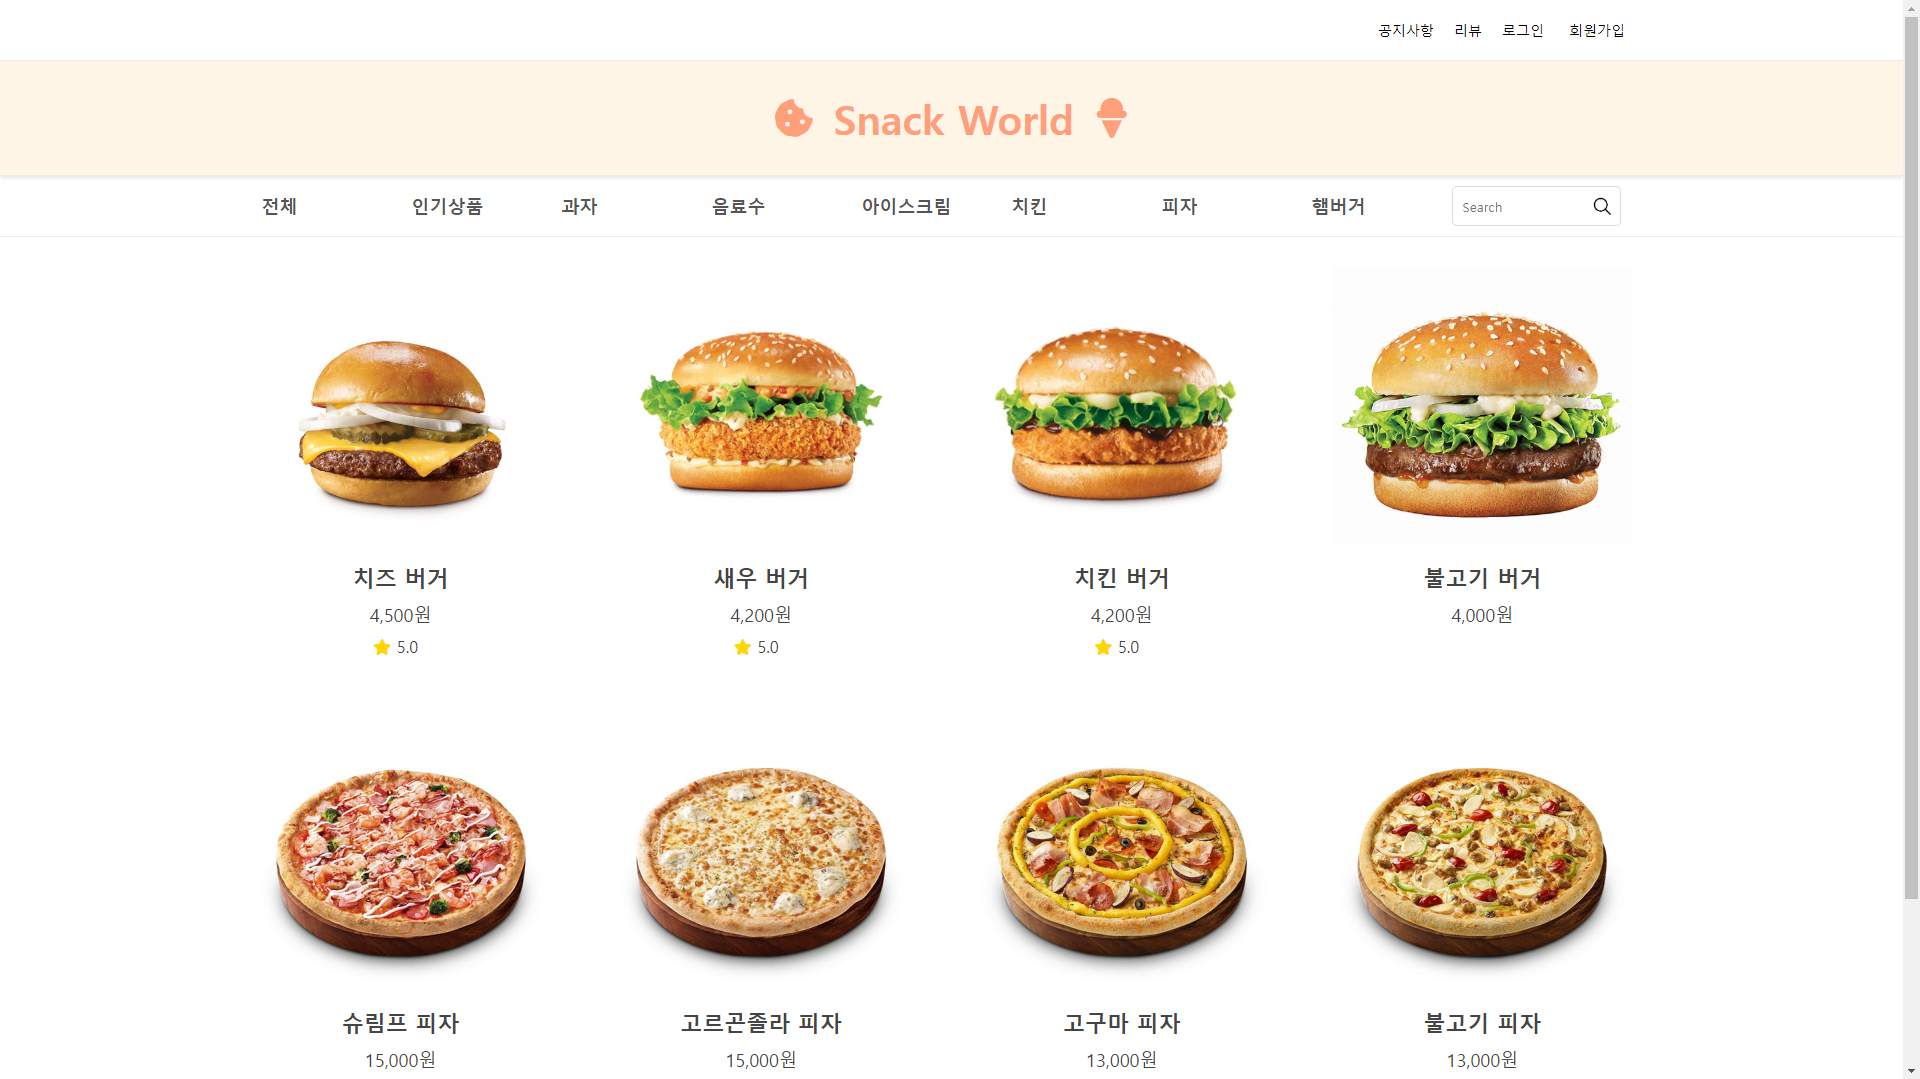 공지사항 리뷰 로그인 회원가입
Snack World
전체 인기상품 과자 음료수 아이스크림 치킨 피자 햄버거 Search
치즈 버거 새우 버거 치킨 버거 불고기 버거
4,500원 4,200원 4,200원 4,000원
5.0 5.0 5.0
슈림프 피자 고르곤졸라 피자 고구마 피자 불고기 피자
15,000원 15,000원 13,000원 13,000원